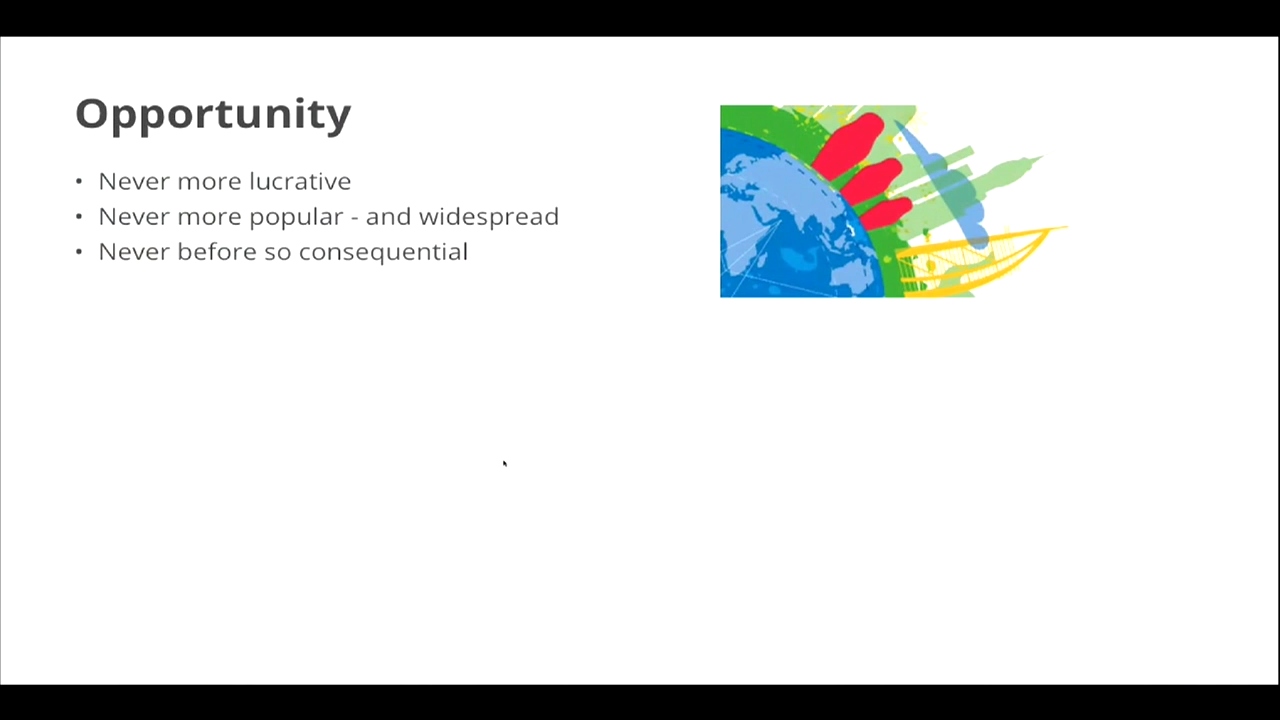 Opportunity
• Never more lucrative
• Never more popular - and widespread
• Never before so consequential